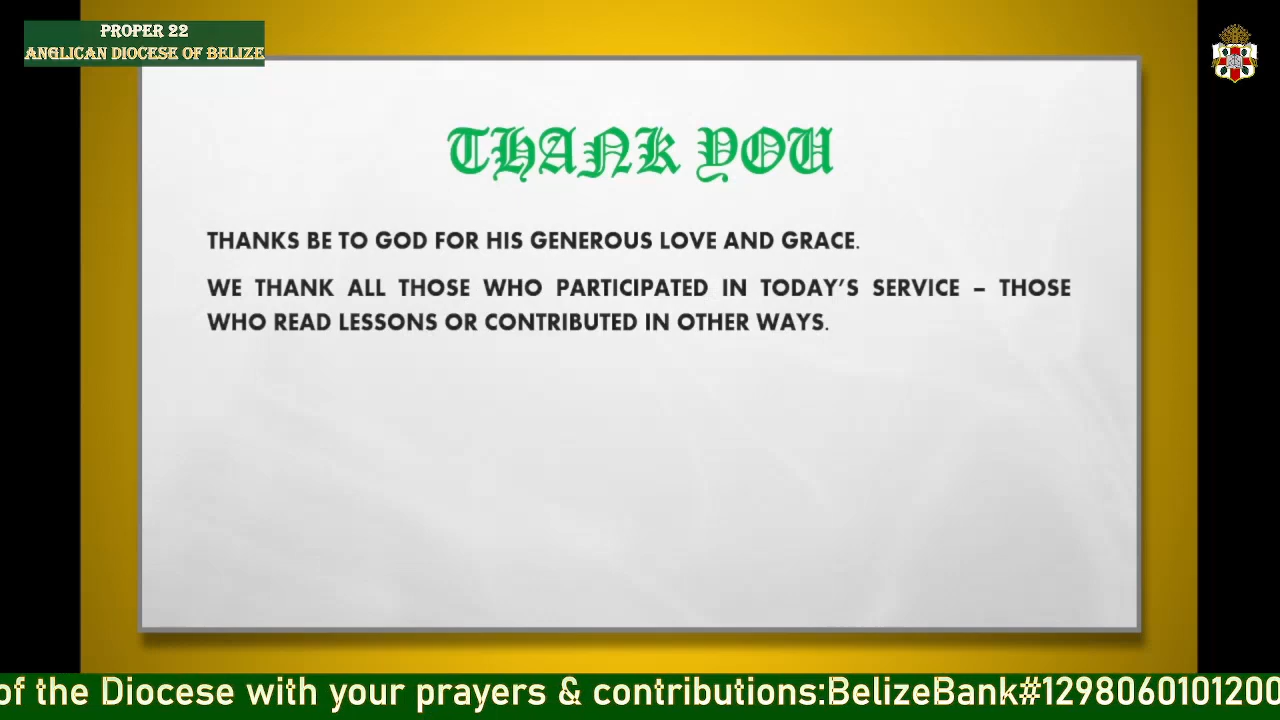 PROPER 22
ANGLICAN DIOCESE OF BELIZE
THANK YOU
THANKS BE TO GOD FOR HIS GENEROUS LOVE AND GRACE.
WE THANK ALL THOSE WHO PARTICIPATED IN TODAY’S SERVICE – THOSE
WHO READ LESSONS OR CONTRIBUTED IN OTHER WAYS.
of the Diocese with your prayers & contributions:BelizeBank#1298060101200